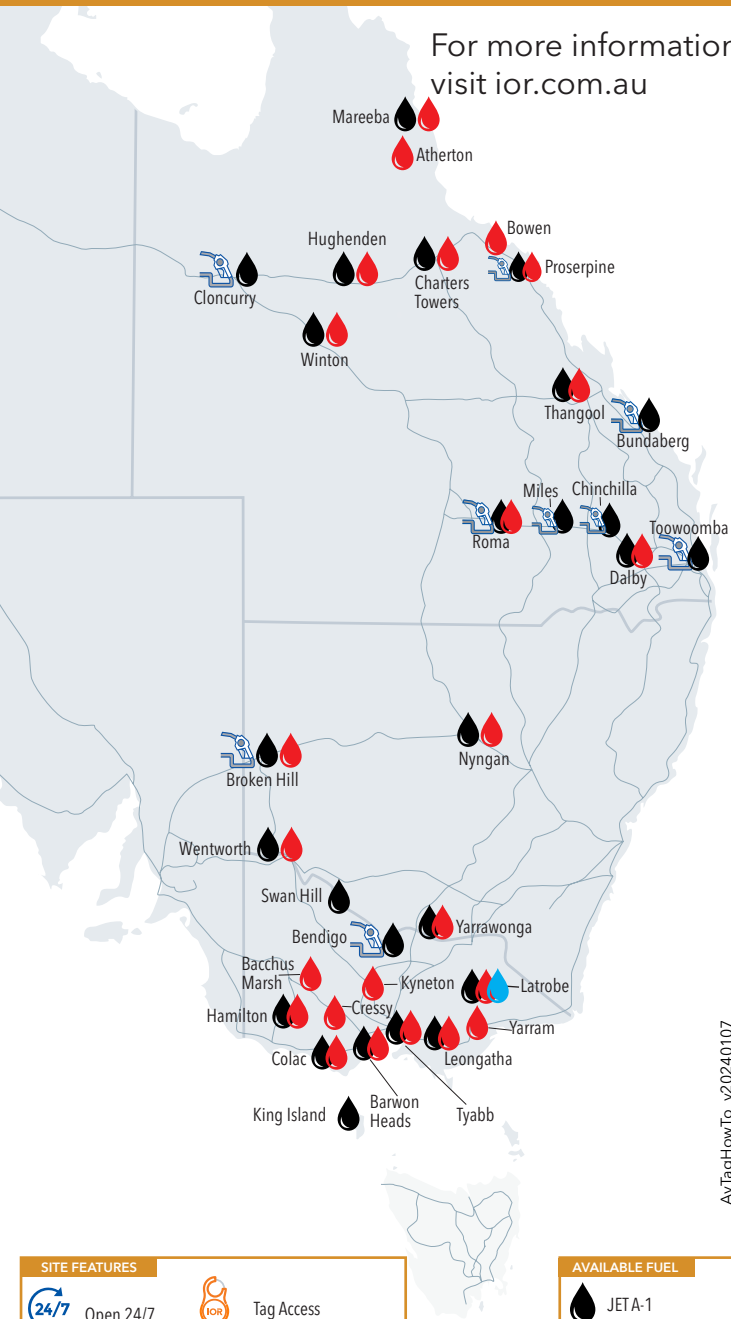 For more information
visit ior.com.au
Mareeba
Atherton
Bowen
Hughenden
Proserpine
Charters
Towers
Cloncurry
Winton
Thangool
Bundaberg
Miles
Chinchilla
Toowoomba
Roma
Dalby
Nyngan
Broken Hill
Wentworth
Swan Hill
Yarrawonga
Bendigo
Bacchus
Marsh
Kyneton
Latrobe
Hamilton
Cressy
Yarram
Colac
Leongatha
Barwon
Heads
King Island
Tyabb
AvTagHowTo_v20240107
SITE FEATURES
24/7
Open 24/7
IOR
Tag Access
AVAILABLE FUEL
JET A-1